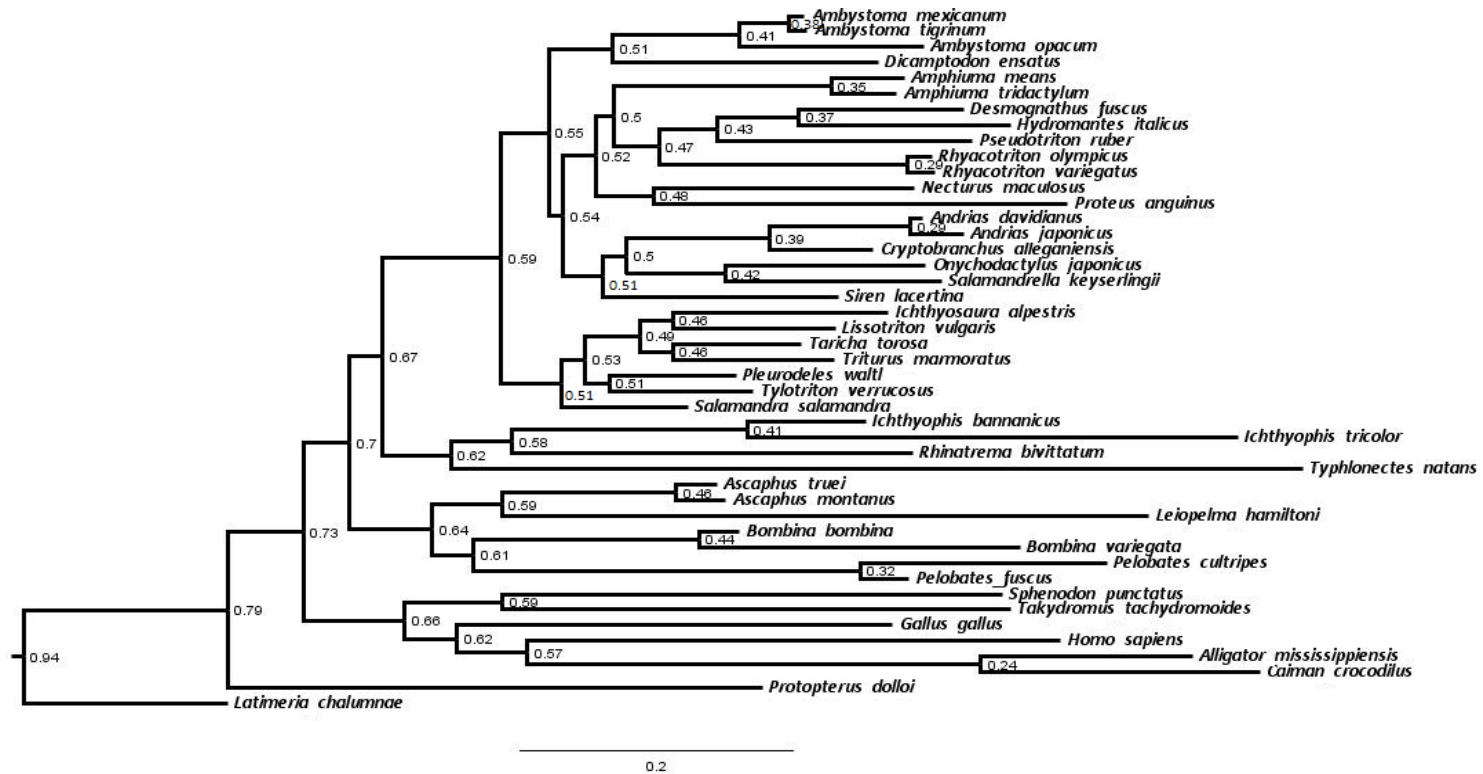 Ambystoma mexicanum
0.38
Ambystoma tigrinum
0.41
Ambystoma opacum
0.51
Dicamptodon ensatus
Amphiuma means
0.35
Amphiuma tridactylum
Desmognathus fuscus
0.5
0.37
Hydromantes italicus
0.43
0.55
Pseudotriton ruber
0.47
0.52
Rhyacotriton olympicus
0.29
Rhyacotriton variegatus
Necturus maculosus
0.48
Proteus anguinus
0.54
Andrias davidianus
0.29
Andrias japonicus
0.39
Cryptobranchus alleganiensis
0.5
0.59
Onychodactylus japonicus
0.42
Salamandrella keyserlingii
0.51
Siren lacertina
Ichthyosaura alpestris
0.46
Lissotriton vulgaris
0.49
Taricha torosa
0.46
0.67
0.53
Triturus marmoratus
Pleurodeles waltl
0.51
Tylotriton verrucosus
0.51
Salamandra salamandra
Ichthyophis bannanicus
0.41
Ichthyophis tricolor
0.7
0.58
Rhinatrema bivittatum
0.62
Typhlonectes natans
Ascaphus truei
0.46
Ascaphus montanus
0.59
Leiopelma hamiltoni
0.73
0.64
Bombina bombina
0.44
Bombina variegata
0.61
Pelobates cultripes
0.32
Pelobates_fuscus
Sphenodon punctatus
0.59
Takydromus tachydromoides
0.79
0.66
Gallus gallus
0.62
Homo sapiens
0.57
Alligator mississippiensis
0.94
0.24
Caiman crocodilus
Protopterus dolloi
Latimeria chalumnae
0.2